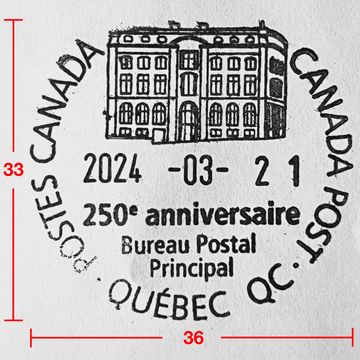 POSTES CANADA
CANADA POST
2024 -03- 21
250e anniversaire
Bureau Postal
Principal
· QUÉBEC QC ·
33
36